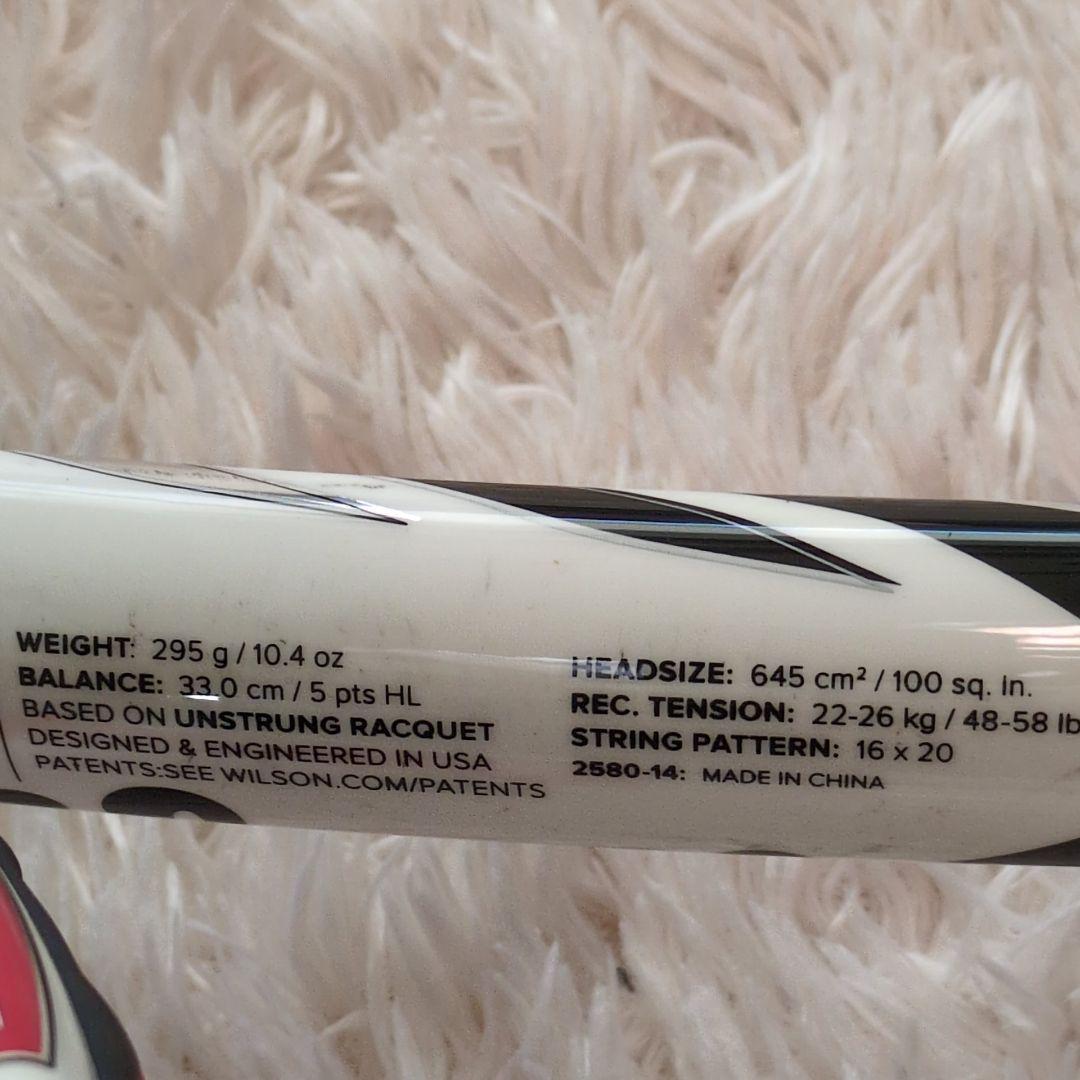 WEIGHT: 295 g / 10.4 oz
BALANCE: 33.0 cm / 5 pts HL
BASED ON UNSTRUNG RACQUET
DESIGNED & ENGINEERED IN USA
PATENTS:SEE WILSON.COM/PATENTS
HEADSIZE: 645 cm² / 100 sq. in.
REC. TENSION: 22-26 kg / 48-58 lb
STRING PATTERN: 16 x 20
2580-14: MADE IN CHINA